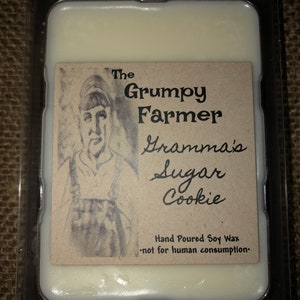 The
Grumpy
Farmer
Gramma's
Sugar
Cookie
Hand Poured Soy Wax
-not for human consumption-